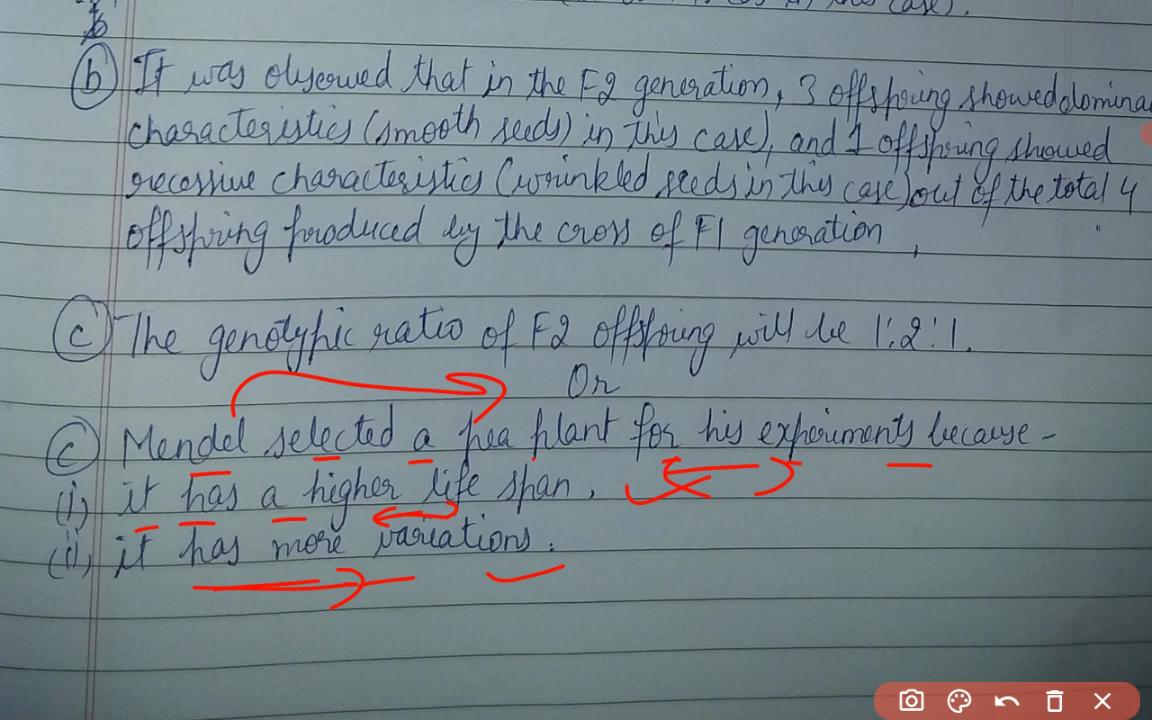 case).
b
(b) It was observed that in the F2 generation, 3 offspring showed domina
characteristics (smooth seeds) in this case), and 1 offspring showed
recessive characteristics (wrinkled seeds in this case) out of the total 4
offspring produced by the cross of F1 generation,
(c) The genotypic ratio of F2 offspring will be 1:2:1.
Or
(c) Mendel selected a pea plant for his experiments because -
(i) it has a higher life span.
(ii) it has more variations.